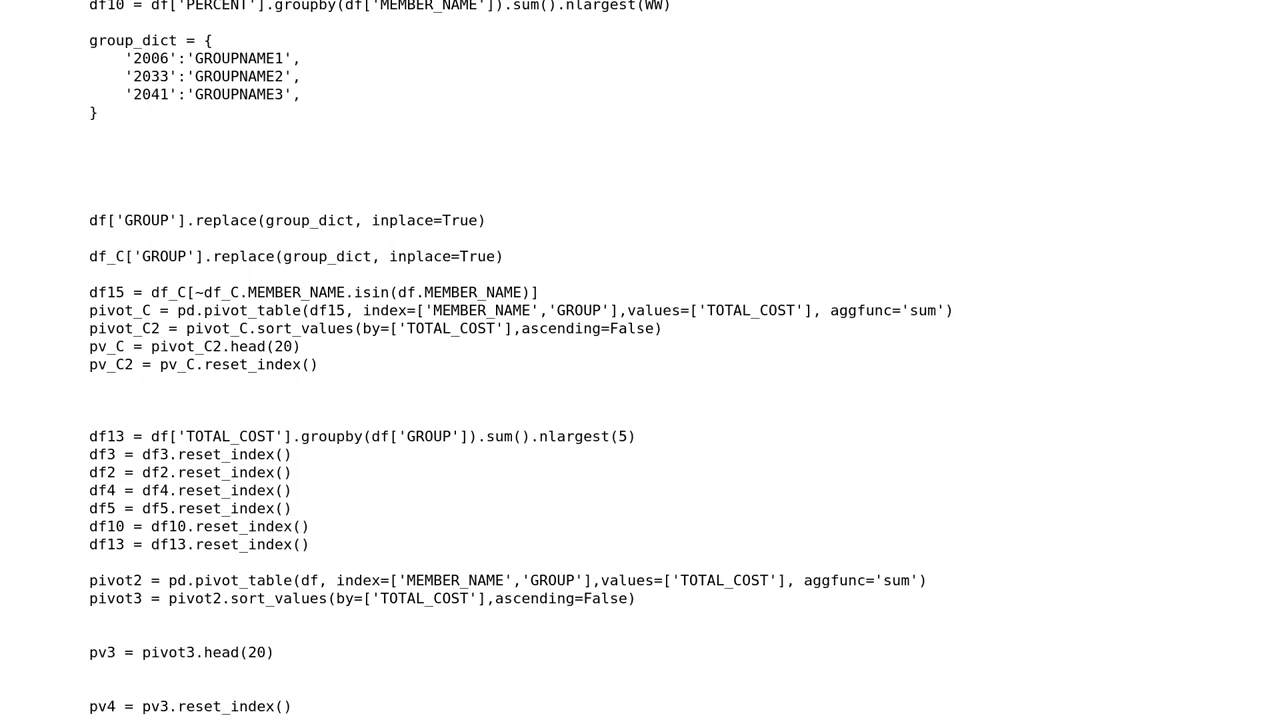 df10 = df['PERCENT'].groupby(df['MEMBER_NAME']).sum().nlargest(WW)
group_dict = {
    '2006':'GROUPNAME1',
    '2033':'GROUPNAME2',
    '2041':'GROUPNAME3',
}
df['GROUP'].replace(group_dict, inplace=True)
df_C['GROUP'].replace(group_dict, inplace=True)
df15 = df_C[~df_C.MEMBER_NAME.isin(df.MEMBER_NAME)]
pivot_C = pd.pivot_table(df15, index=['MEMBER_NAME','GROUP'],values=['TOTAL_COST'], aggfunc='sum')
pivot_C2 = pivot_C.sort_values(by=['TOTAL_COST'],ascending=False)
pv_C = pivot_C2.head(20)
pv_C2 = pv_C.reset_index()
df13 = df['TOTAL_COST'].groupby(df['GROUP']).sum().nlargest(5)
df3 = df3.reset_index()
df2 = df2.reset_index()
df4 = df4.reset_index()
df5 = df5.reset_index()
df10 = df10.reset_index()
df13 = df13.reset_index()
pivot2 = pd.pivot_table(df, index=['MEMBER_NAME','GROUP'],values=['TOTAL_COST'], aggfunc='sum')
pivot3 = pivot2.sort_values(by=['TOTAL_COST'],ascending=False)
pv3 = pivot3.head(20)
pv4 = pv3.reset_index()